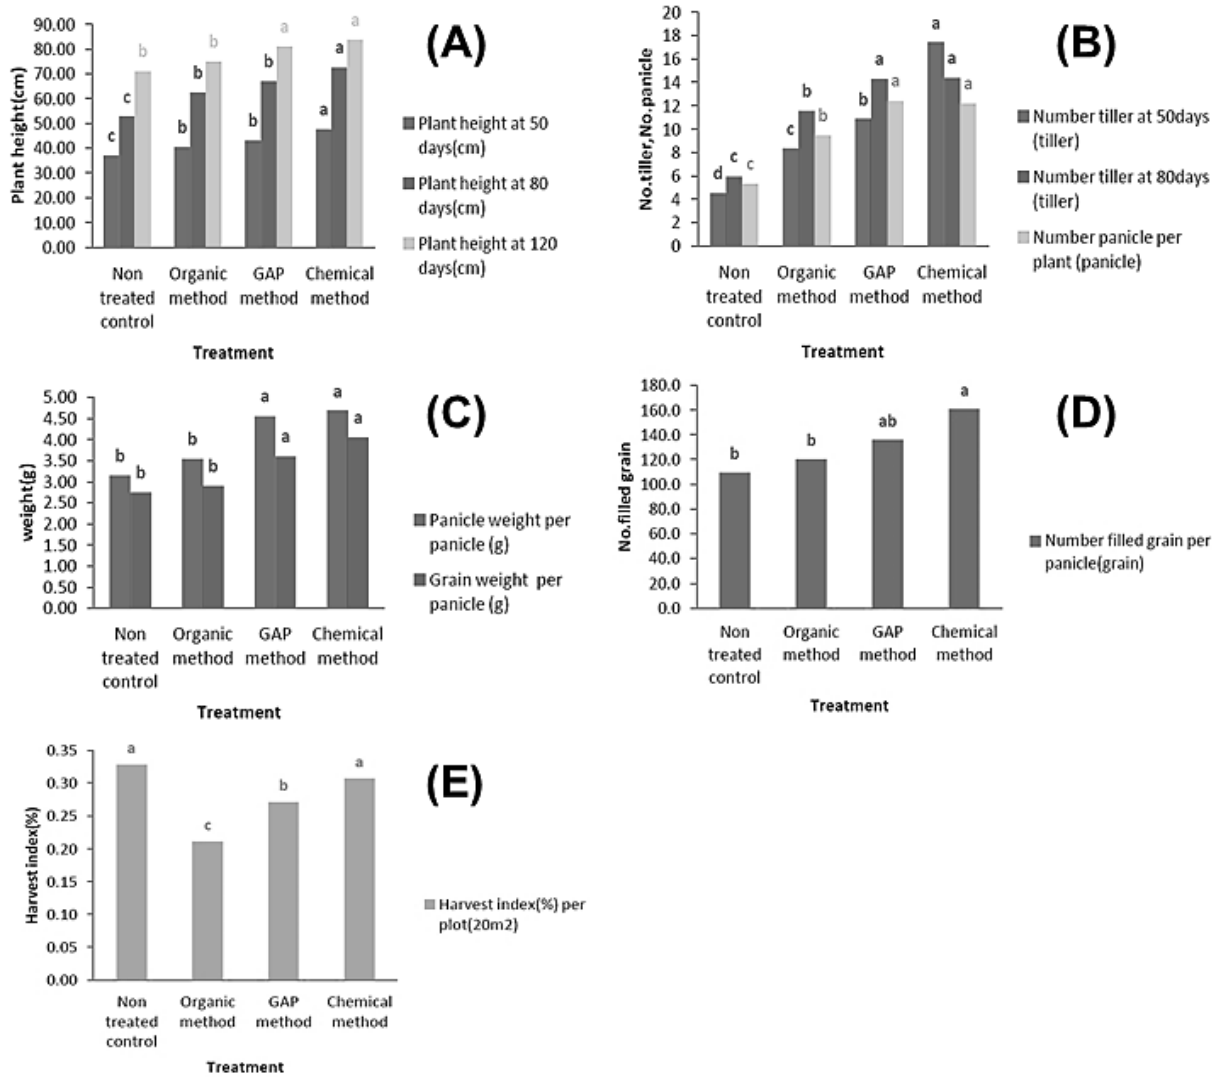 (A)
90.00
80.00
70.00
60.00
50.00
40.00
30.00
20.00
10.00
0.00
Plant height(cm)
c c b
b b b
b b a
a a a
Non treated control
Organic method
GAP method
Chemical method
Treatment
Plant height at 50
days(cm)
Plant height at 80
days(cm)
Plant height at 120
days(cm)
(B)
20
18
16
14
12
10
8
6
4
2
0
No.tiller,No.panicle
d c c
c b b
b a a
a a a
Non treated control
Organic method
GAP method
Chemical method
Treatment
Number tiller at 50days
(tiller)
Number tiller at 80days
(tiller)
Number panicle per
plant (panicle)
(C)
5.00
4.50
4.00
3.50
3.00
2.50
2.00
1.50
1.00
0.50
0.00
weight(g)
b b
b b
a a
a a
Non treated control
Organic method
GAP method
Chemical method
Treatment
Panicle weight per
panicle (g)
Grain weight per
panicle (g)
(D)
180.0
160.0
140.0
120.0
100.0
80.0
60.0
40.0
20.0
0.0
No.filled grain
b
b
ab
a
Non treated control
Organic method
GAP method
Chemical method
Treatment
Number filled grain per
panicle(grain)
(E)
0.35
0.30
0.25
0.20
0.15
0.10
0.05
0.00
Harvest index(%)
a
c
b
a
Non treated control
Organic method
GAP method
Chemical method
Treatment
Harvest index(%) per
plot(20m2)